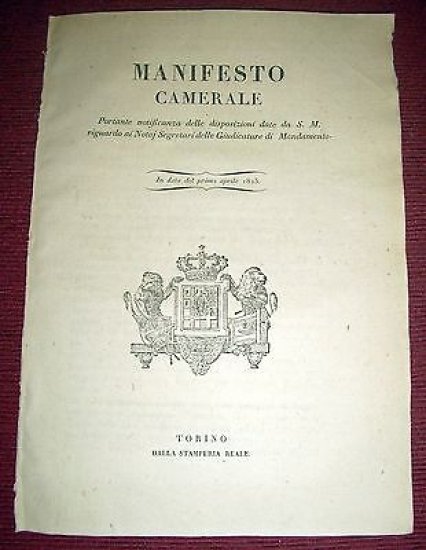 MANIFESTO
CAMERALE
Portante notificanza delle disposizioni date da S. M.
riguardo ai Notaj Segretari delle Giudicature di Mandamento
In data del primo aprile
TORINO
DALLA STAMPERIA REALE.